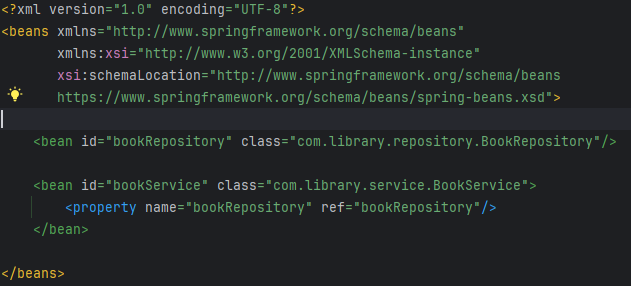 <?xml version="1.0" encoding="UTF-8"?>
<beans xmlns="http://www.springframework.org/schema/beans"
xmlns:xsi="http://www.w3.org/2001/XMLSchema-instance"
xsi:schemaLocation="http://www.springframework.org/schema/beans
https://www.springframework.org/schema/beans/spring-beans.xsd">
<bean id="bookRepository" class="com.library.repository.BookRepository"/>
<bean id="bookService" class="com.library.service.BookService">
<property name="bookRepository" ref="bookRepository"/>
</bean>
</beans>